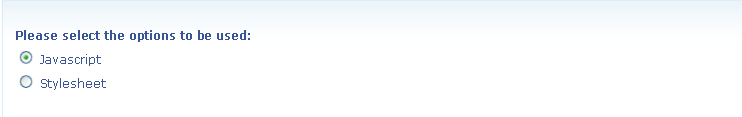 Please select the options to be used:
Javascript
Stylesheet